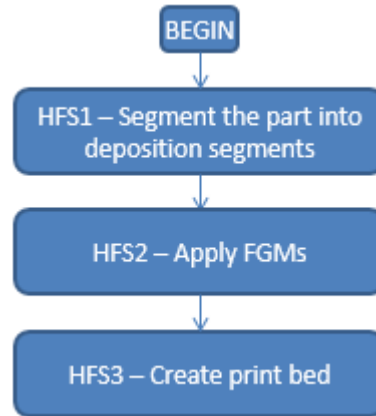 BEGIN
HFS1 – Segment the part into
deposition segments
HFS2 – Apply FGMs
HFS3 – Create print bed